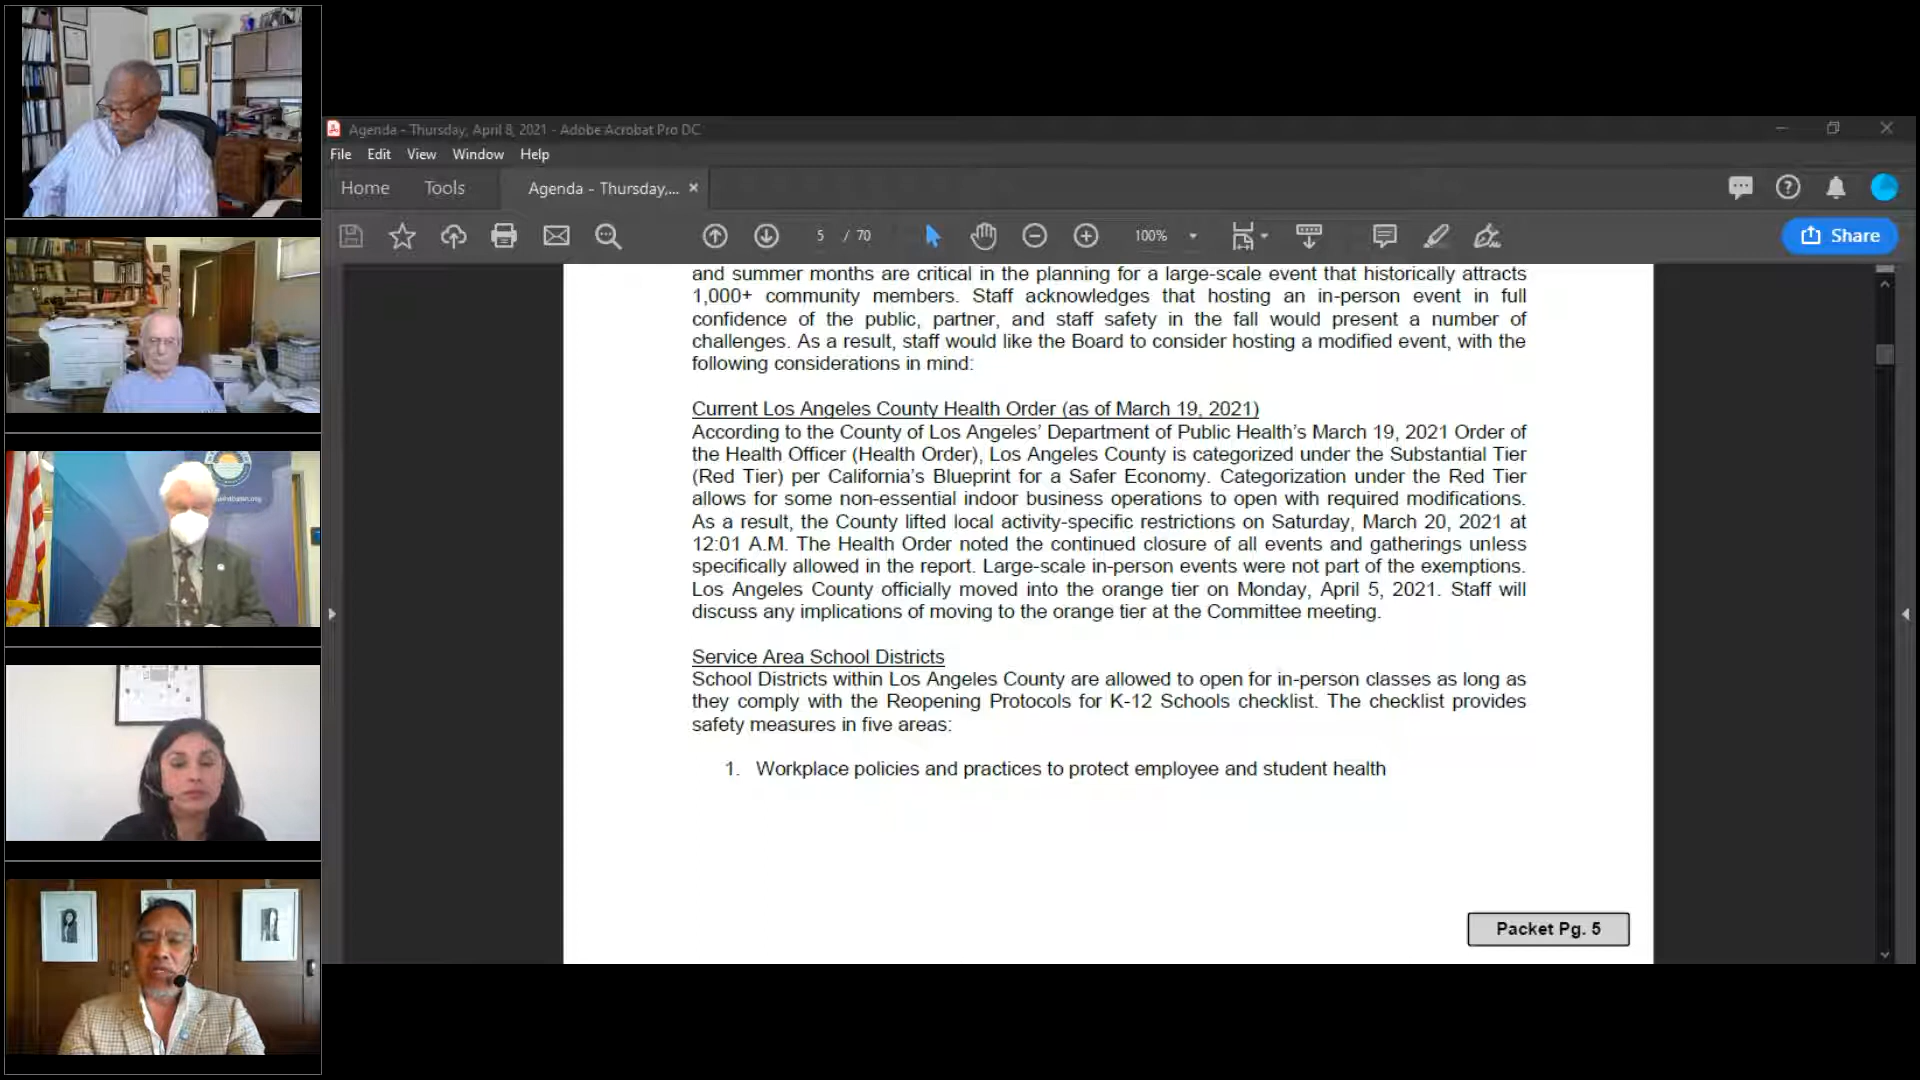 Agenda - Thursday, April 8, 2021 - Adobe Acrobat Pro DC
File Edit View Window Help
Home Tools Agenda - Thursday,... ×
5 / 70 100% Share
and summer months are critical in the planning for a large-scale event that historically attracts
1,000+ community members. Staff acknowledges that hosting an in-person event in full
confidence of the public, partner, and staff safety in the fall would present a number of
challenges. As a result, staff would like the Board to consider hosting a modified event, with the
following considerations in mind:
Current Los Angeles County Health Order (as of March 19, 2021)
According to the County of Los Angeles' Department of Public Health's March 19, 2021 Order of
the Health Officer (Health Order), Los Angeles County is categorized under the Substantial Tier
(Red Tier) per California's Blueprint for a Safer Economy. Categorization under the Red Tier
allows for some non-essential indoor business operations to open with required modifications.
As a result, the County lifted local activity-specific restrictions on Saturday, March 20, 2021 at
12:01 A.M. The Health Order noted the continued closure of all events and gatherings unless
specifically allowed in the report. Large-scale in-person events were not part of the exemptions.
Los Angeles County officially moved into the orange tier on Monday, April 5, 2021. Staff will
discuss any implications of moving to the orange tier at the Committee meeting.
Service Area School Districts
School Districts within Los Angeles County are allowed to open for in-person classes as long as
they comply with the Reopening Protocols for K-12 Schools checklist. The checklist provides
safety measures in five areas:
1. Workplace policies and practices to protect employee and student health
Packet Pg. 5